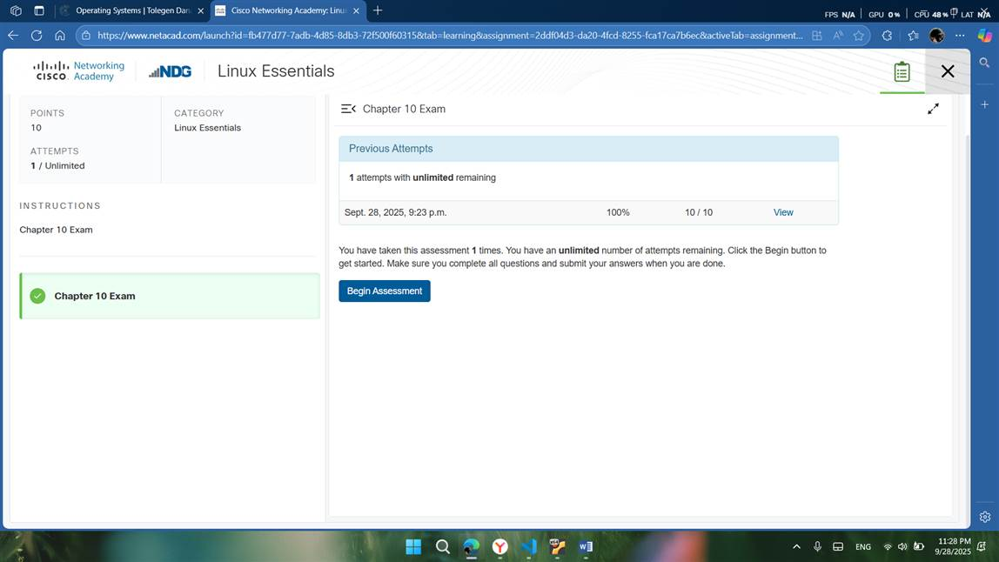 Operating Systems | Tolegen Dan
Cisco Networking Academy: Linu
FPS N/A
GPU 0 %
CPU 48 %
LAT N/A
https://www.netacad.com/launch?id=fb477d77-7adb-4d85-8db3-72f500f60315&tab=learning&assignment=2ddf04d3-da20-4fcd-8255-fca17ca7b6ec&activeTab=assignment...
CISCO
Networking
Academy
NDG
Linux Essentials
POINTS
10
CATEGORY
Linux Essentials
ATTEMPTS
1 / Unlimited
INSTRUCTIONS
Chapter 10 Exam
Chapter 10 Exam
Chapter 10 Exam
Previous Attempts
1 attempts with unlimited remaining
Sept. 28, 2025, 9:23 p.m. 100% 10 / 10 View
You have taken this assessment 1 times. You have an unlimited number of attempts remaining. Click the Begin button to
get started. Make sure you complete all questions and submit your answers when you are done.
Begin Assessment
ENG
11:28 PM
9/28/2025